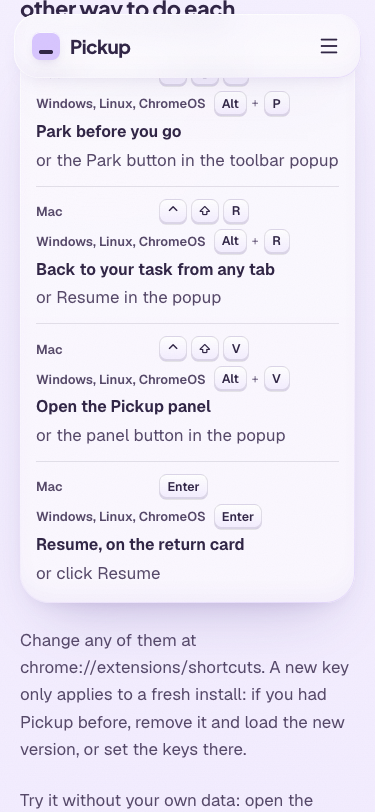 other way to do each
Pickup
Windows, Linux, ChromeOS Alt + P
Park before you go
or the Park button in the toolbar popup
Mac ^ ⇧ R
Windows, Linux, ChromeOS Alt + R
Back to your task from any tab
or Resume in the popup
Mac ^ ⇧ V
Windows, Linux, ChromeOS Alt + V
Open the Pickup panel
or the panel button in the popup
Mac Enter
Windows, Linux, ChromeOS Enter
Resume, on the return card
or click Resume
Change any of them at
chrome://extensions/shortcuts. A new key
only applies to a fresh install: if you had
Pickup before, remove it and load the new
version, or set the keys there.
Try it without your own data: open the